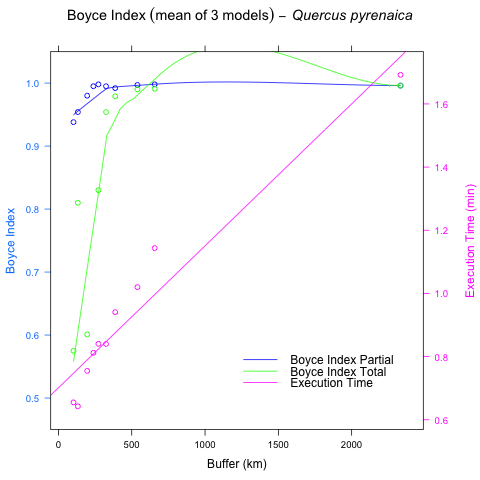 Boyce Index (mean of 3 models) – Quercus pyrenaica
1.0
0.9
0.8
0.7
0.6
0.5
Boyce Index
1.6
1.4
1.2
1.0
0.8
0.6
Execution Time (min)
Boyce Index Partial
Boyce Index Total
Execution Time
0 500 1000 1500 2000
Buffer (km)